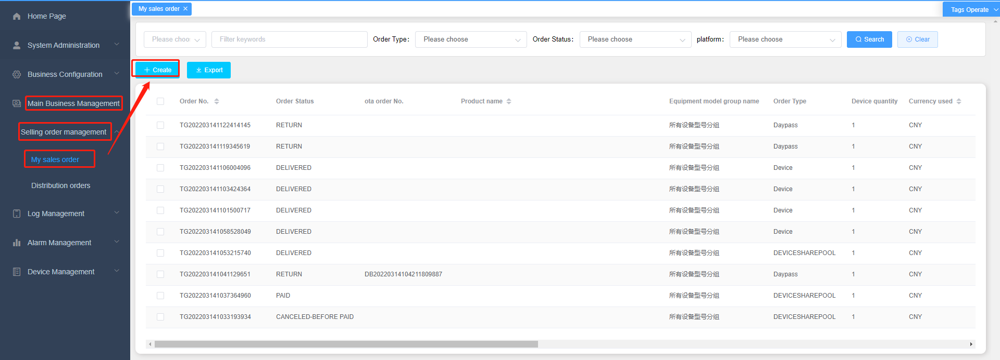 My sales order ×
Tags Operate
Home Page
System Administration
Business Configuration
Main Business Management
Selling order management
My sales order
Distribution orders
Log Management
Alarm Management
Device Management
Please choo Filter keywords Order Type: Please choose Order Status: Please choose platform: Please choose Search Clear
+ Create Export
Order No. Order Status ota order No. Product name Equipment model group name Order Type Device quantity Currency used
TG202203141122414145 RETURN 所有设备型号分组 Daypass 1 CNY
TG202203141119345619 RETURN 所有设备型号分组 Daypass 1 CNY
TG202203141106004096 DELIVERED 所有设备型号分组 Device 1 CNY
TG202203141103424364 DELIVERED 所有设备型号分组 Device 1 CNY
TG202203141101500717 DELIVERED 所有设备型号分组 Device 1 CNY
TG202203141058528049 DELIVERED 所有设备型号分组 Device 1 CNY
TG202203141053215740 DELIVERED 所有设备型号分组 DEVICESHAREPOOL 1 CNY
TG202203141041129651 RETURN DB20220314104211809887 所有设备型号分组 Daypass 1 CNY
TG202203141037364960 PAID 所有设备型号分组 DEVICESHAREPOOL 1 CNY
TG202203141033193934 CANCELED-BEFORE PAID 所有设备型号分组 DEVICESHAREPOOL 1 CNY